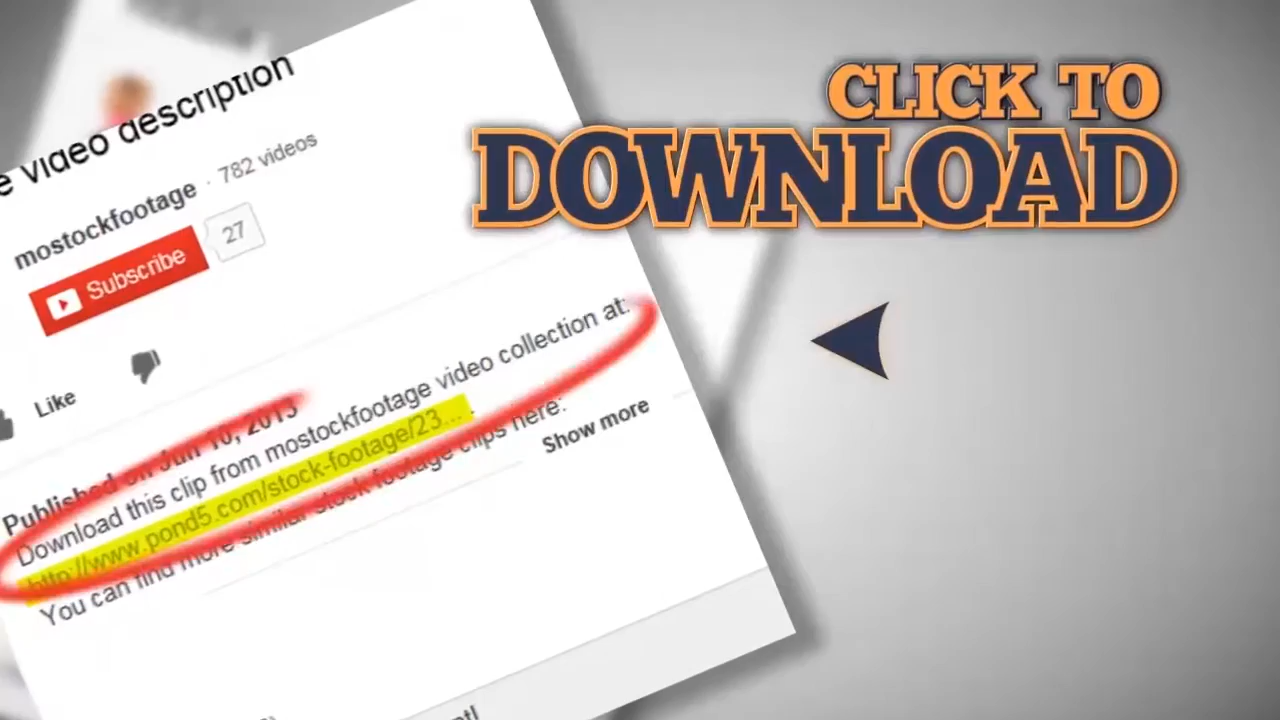 CLICK TO
DOWNLOAD
e video description
mostockfootage · 782 videos
Subscribe
27
Like
Published on Jun 10, 2013
Download this clip from mostockfootage video collection at:
http://www.pond5.com/stock-footage/23... .
You can find more similar stock footage clips here:
Show more